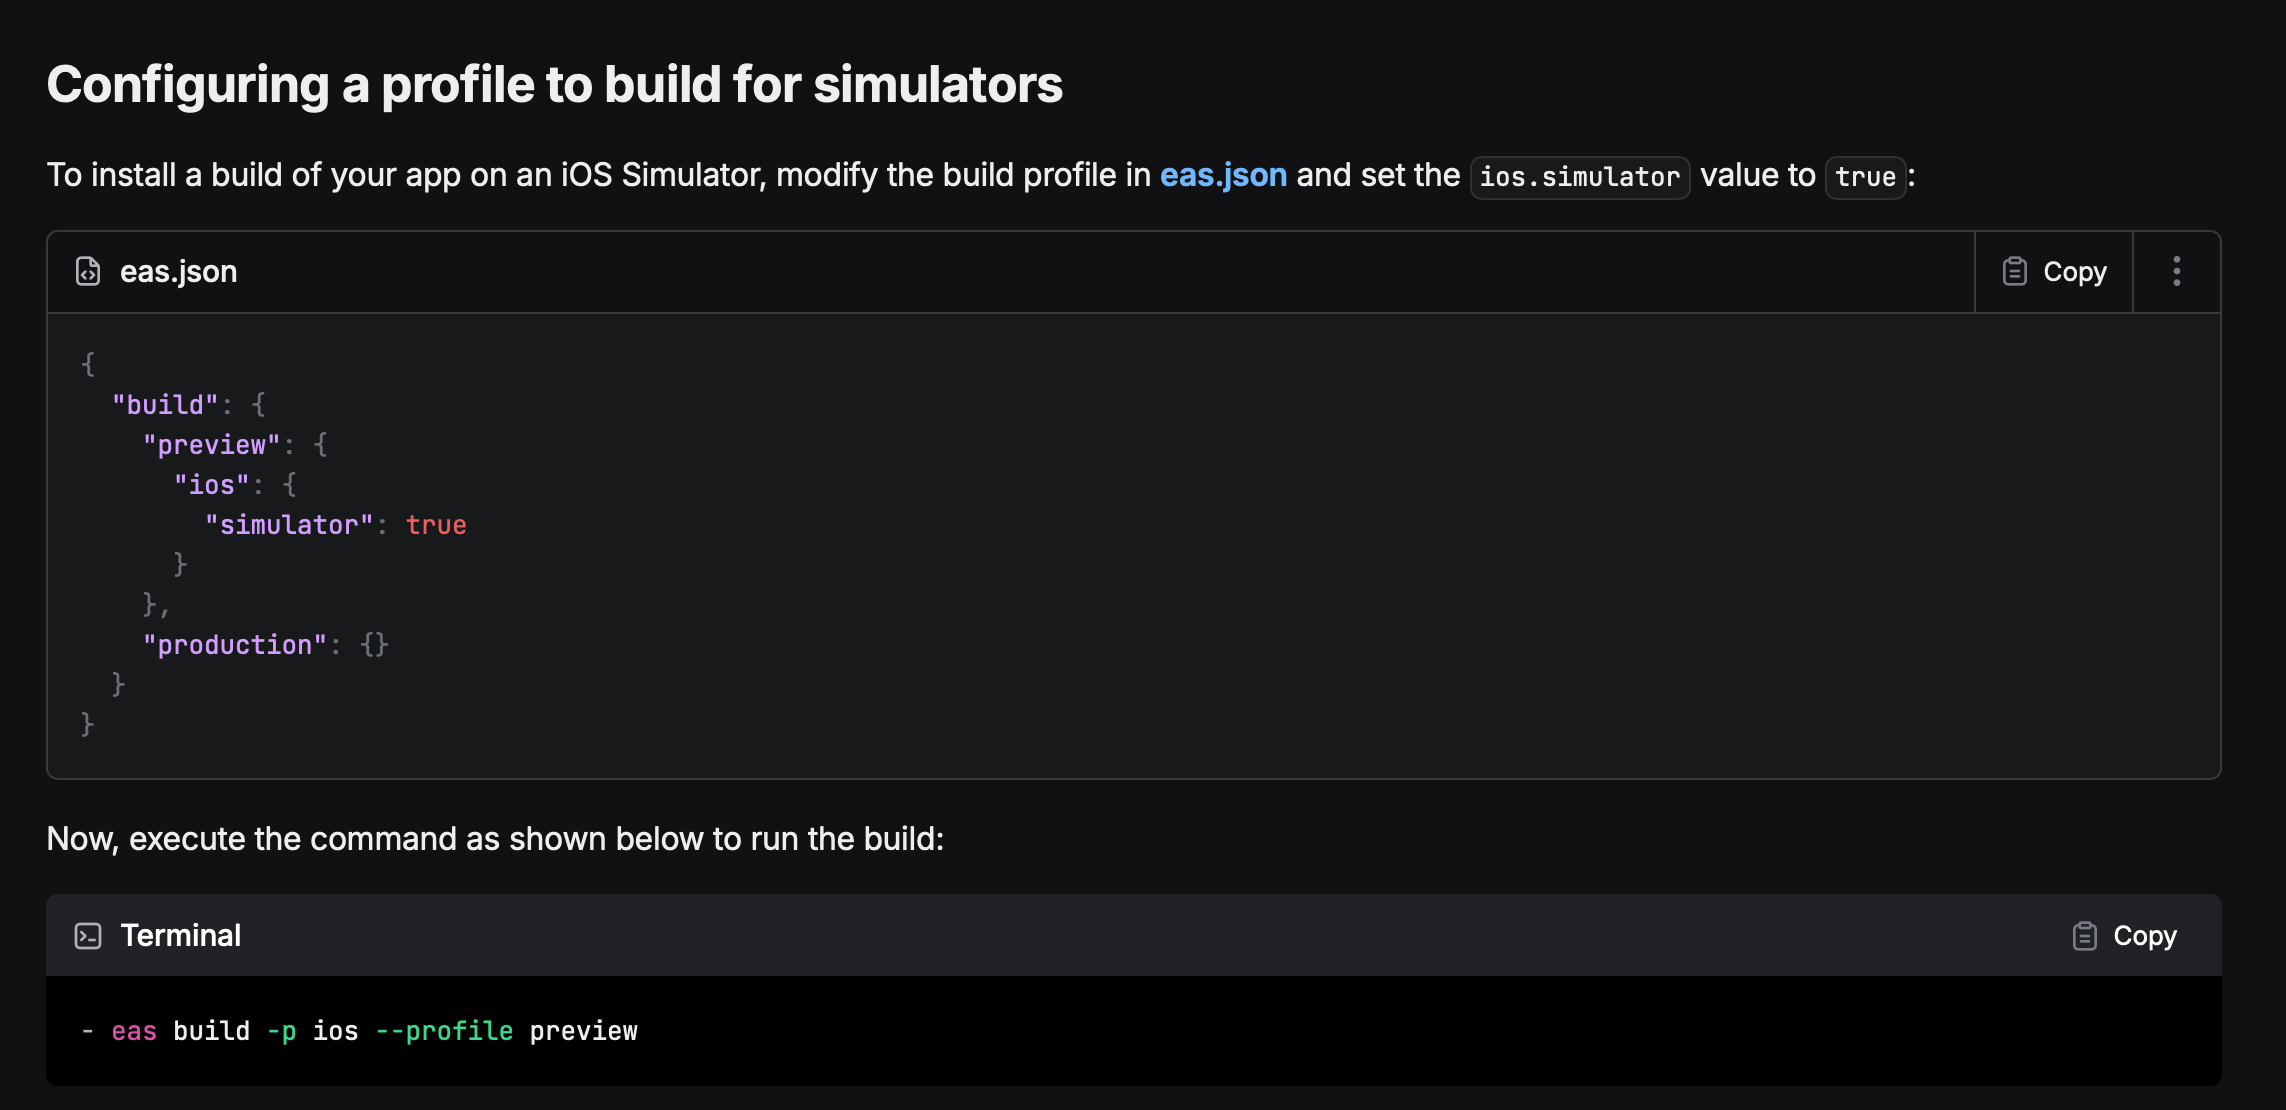 Configuring a profile to build for simulators
To install a build of your app on an iOS Simulator, modify the build profile in eas.json and set the ios.simulator value to true:
eas.json
Copy
{
  "build": {
    "preview": {
      "ios": {
        "simulator": true
      }
    },
    "production": {}
  }
}
Now, execute the command as shown below to run the build:
Terminal
Copy
- eas build -p ios --profile preview